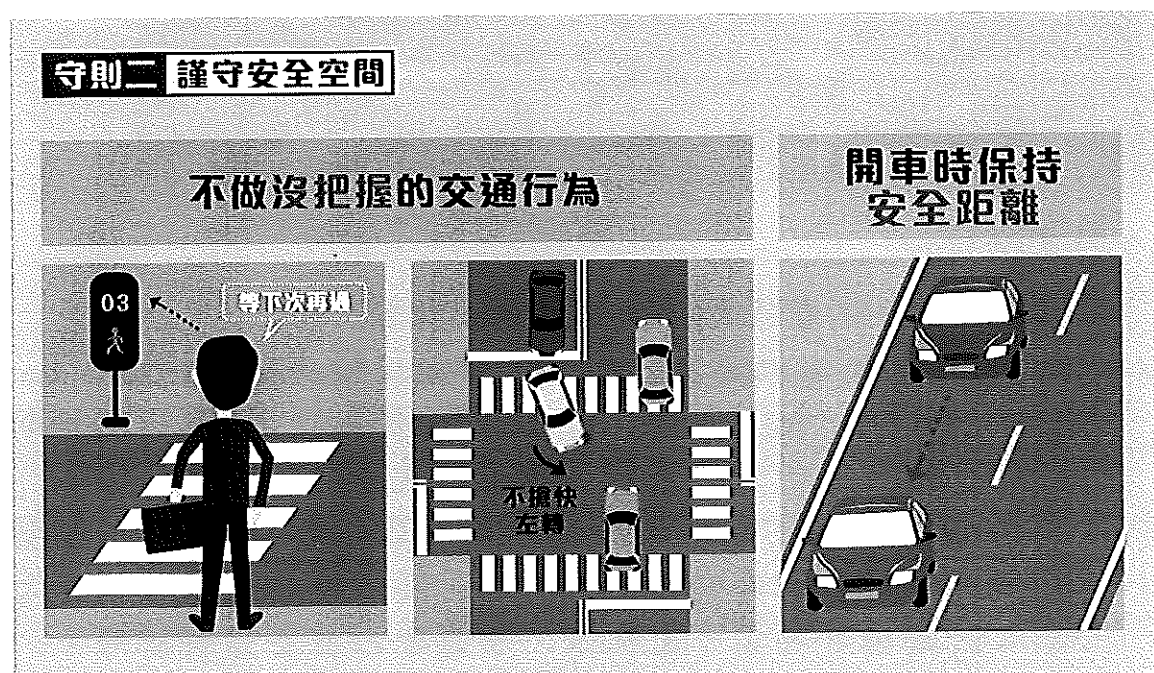 守則二 謹守安全空間
不做沒把握的交通行為
開車時保持
安全距離
03
等下次再過
不搶快
左轉